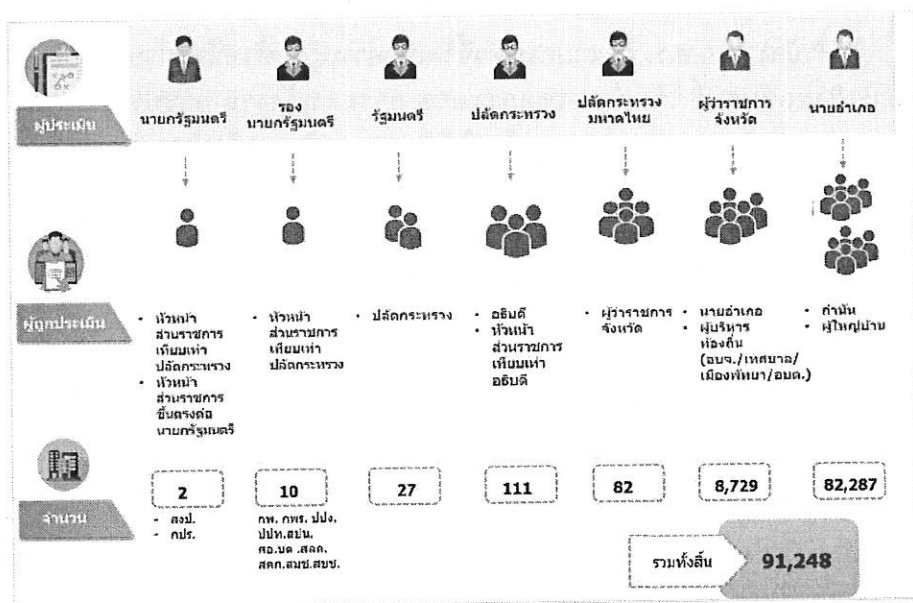 ผู้ประเมิน
นายกรัฐมนตรี
รอง
นายกรัฐมนตรี
รัฐมนตรี
ปลัดกระทรวง
ปลัดกระทรวง
มหาดไทย
ผู้ว่าราชการ
จังหวัด
นายอำเภอ
ผู้ถูกประเมิน
• หัวหน้า
ส่วนราชการ
เทียบเท่า
ปลัดกระทรวง
• หัวหน้า
ส่วนราชการ
ขึ้นตรงต่อ
นายกรัฐมนตรี
• หัวหน้า
ส่วนราชการ
เทียบเท่า
ปลัดกระทรวง
• ปลัดกระทรวง
• อธิบดี
• หัวหน้า
ส่วนราชการ
เทียบเท่า
อธิบดี
• ผู้ว่าราชการ
จังหวัด
• นายอำเภอ
• ผู้บริหาร
ท้องถิ่น
(อบจ./เทศบาล/
เมืองพัทยา/อบต.)
• กำนัน
• ผู้ใหญ่บ้าน
จำนวน
2
- สงป.
- กปร.
10
กพ. กพร. ปปง.
ปปท.สปน.
ศอ.บต .สลค.
สคก.สมช.สขช.
27
111
82
8,729
82,287
รวมทั้งสิ้น
91,248